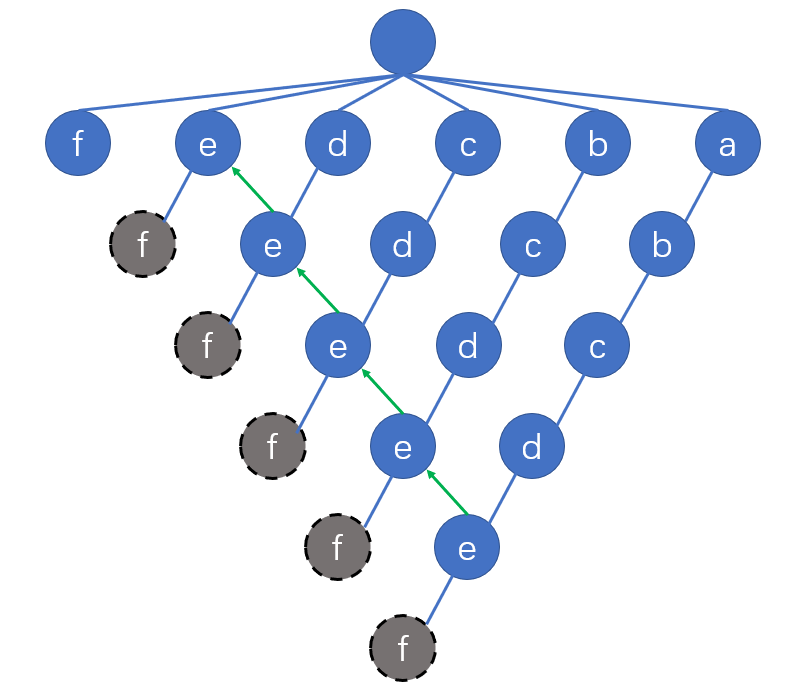 f e d c b a
f e d c b
f e d c
f e d
f e
f